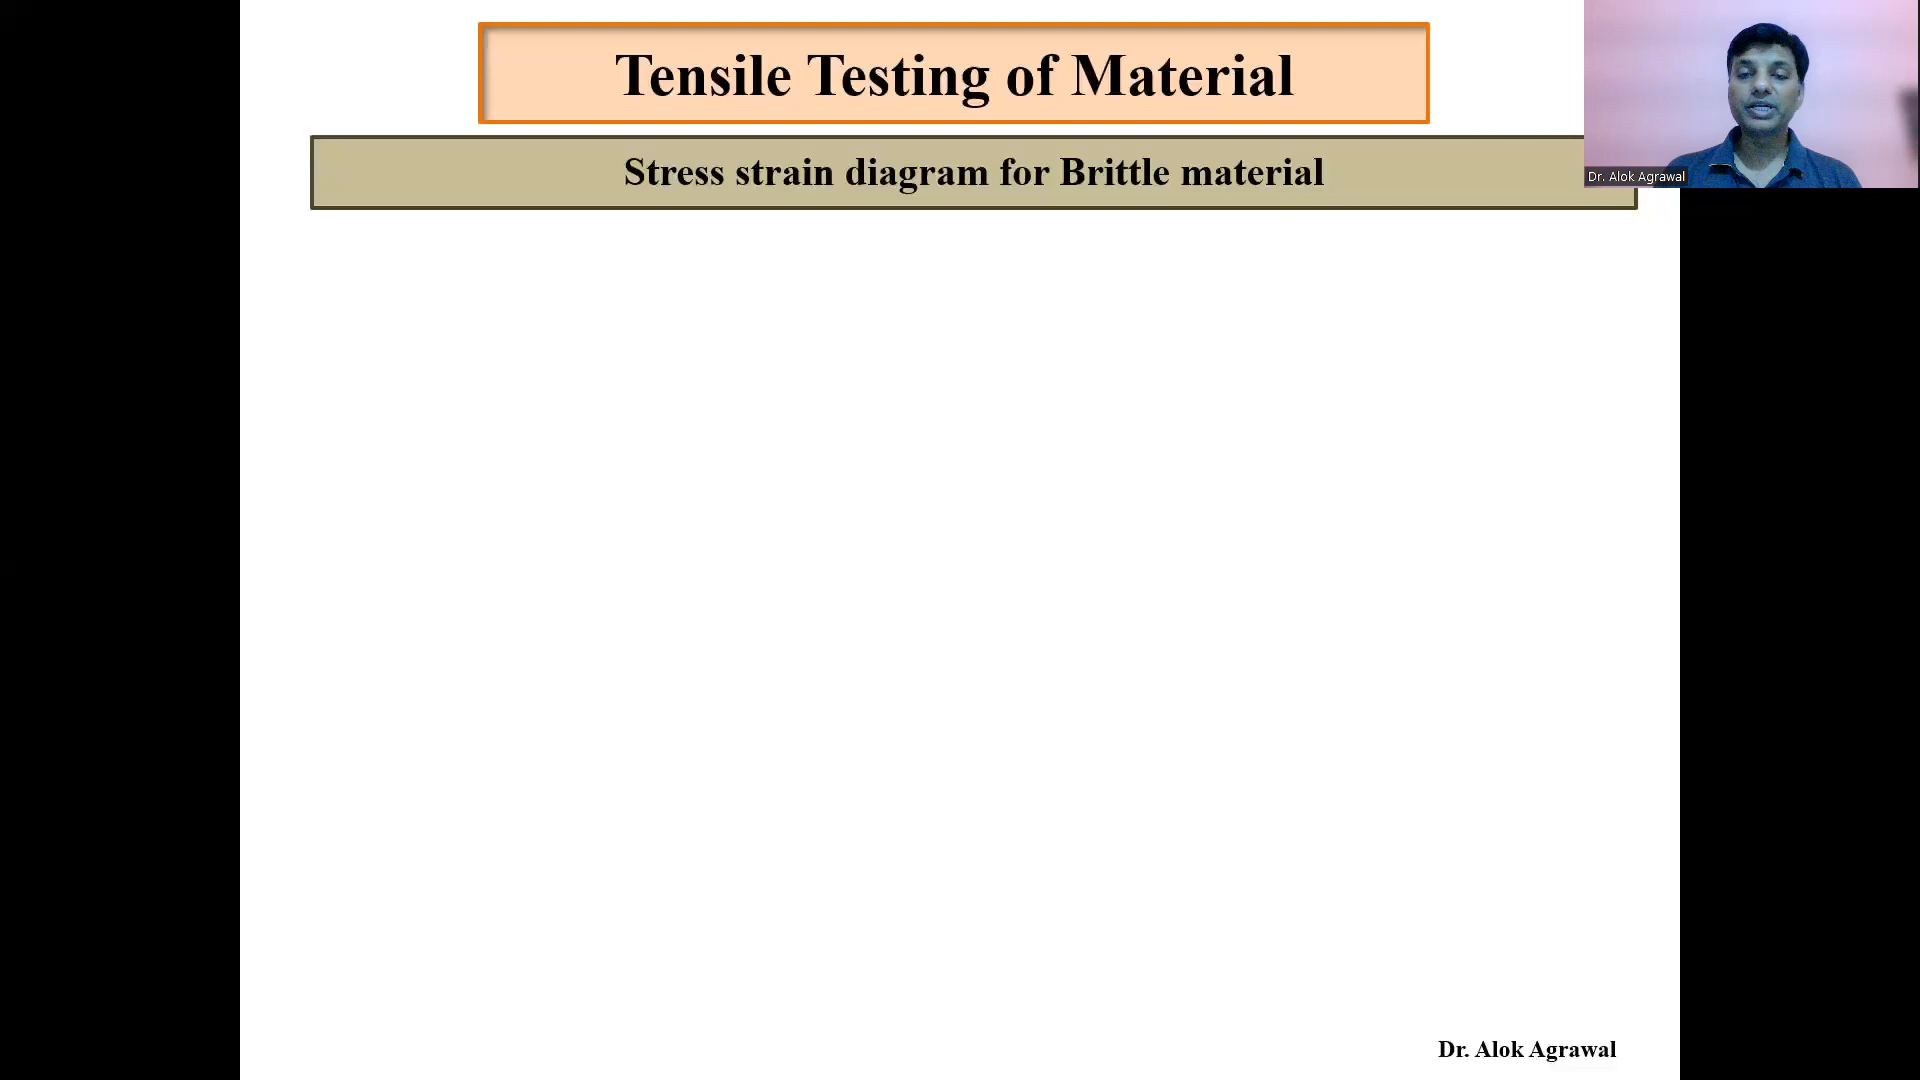 Tensile Testing of Material
Stress strain diagram for Brittle material
Dr. Alok Agrawal
Dr. Alok Agrawal